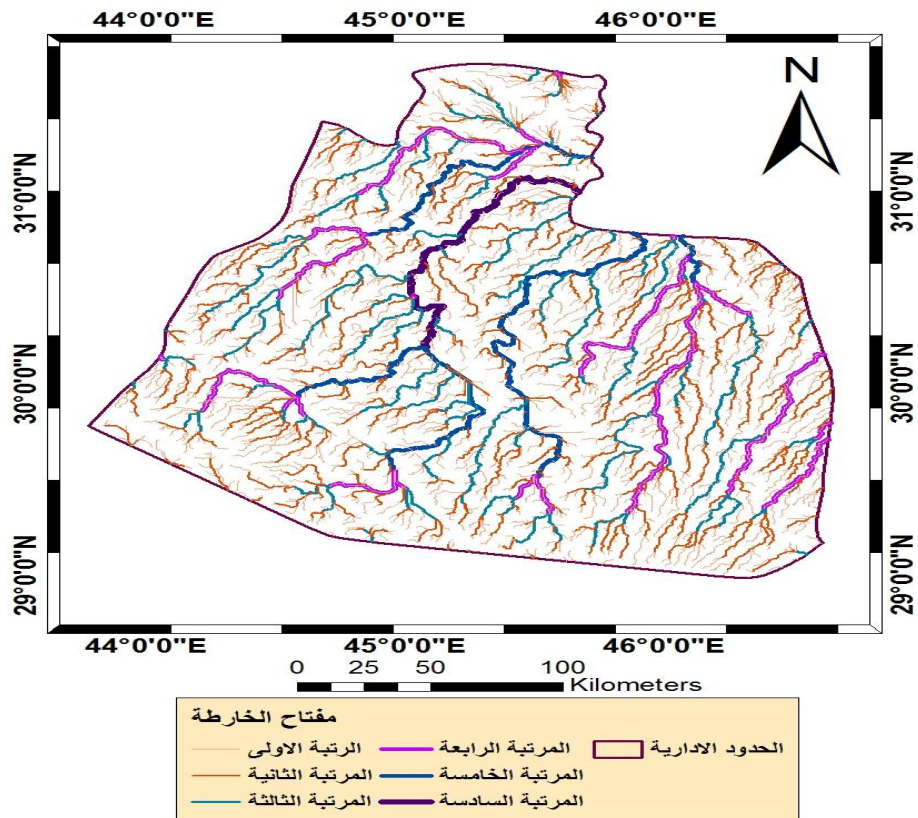 44°0'0"E 45°0'0"E 46°0'0"E
N
31°0'0"N 31°0'0"N
30°0'0"N 30°0'0"N
29°0'0"N 29°0'0"N
44°0'0"E 45°0'0"E 46°0'0"E
0 25 50 100
Kilometers
مفتاح الخارطة
الحدود الادارية المرتبة الرابعة الرتبة الاولى
المرتبة الخامسة المرتبة الثانية
المرتبة السادسة المرتبة الثالثة